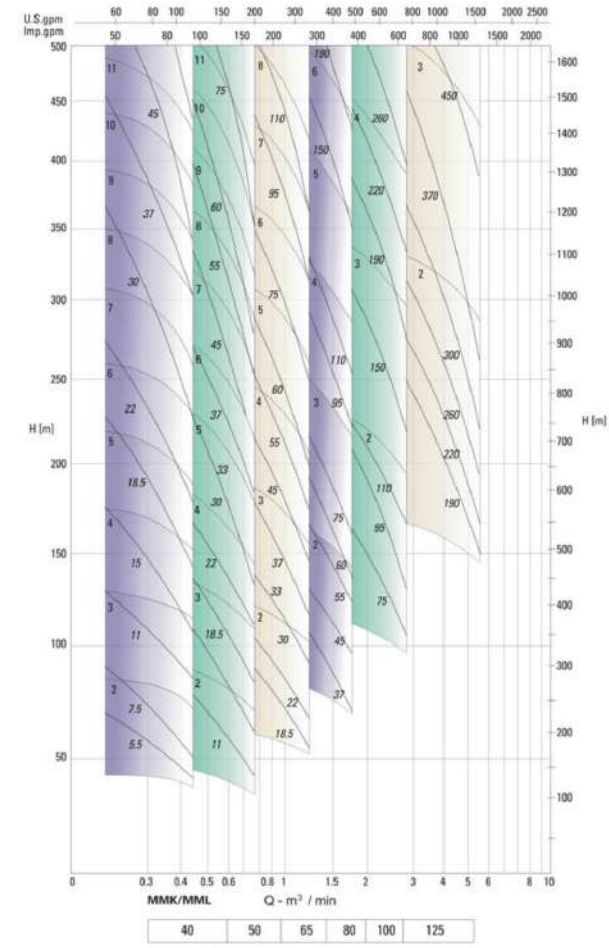 U.S.gpm 60 80 100 200 300 400 500 600 800 1000 1500 2000 2500
Imp.gpm 50 100 150 200 300 400 600 800 1000 1500 2000
500 11 45 11 75 8 110 190 6 4 260 3 450 1600
450 10 10 7 150 1500
400 9 37 9 60 6 95 5 220 370 1400
350 8 8 55 3 190 2 1300
300 7 30 7 45 5 75 4 150 300 1200
250 6 22 6 37 4 60 3 110 95 260 1100
H [m] 5 18.5 5 33 55 2 110 220 1000
200 4 15 4 30 3 45 75 95 190 900
150 3 11 3 22 37 2 60 75 800
100 2 7.5 18.5 33 2 30 55 45 H [m] 700
50 5.5 2 11 22 18.5 37 600
500
400
300
200
100
0 0.3 0.4 0.5 0.6 0.8 1 1.5 2 3 4 5 6 8 10
MMK/MML Q - m³ / min
40 50 65 80 100 125